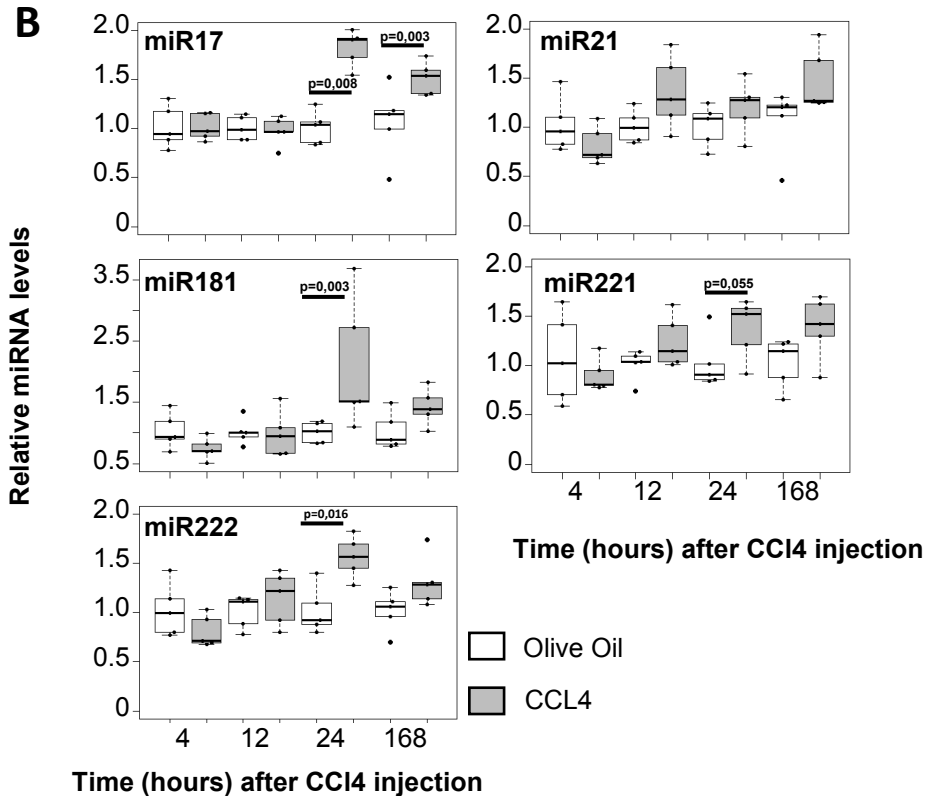 B
miR17
2.0
1.5
1.0
0.5
0
p=0,008
p=0,003
miR21
2.0
1.5
1.0
0.5
0
Relative miRNA levels
miR181
3.5
2.5
1.5
0.5
p=0,003
miR221
2.0
1.5
1.0
0.5
0
p=0,055
4 12 24 168
Time (hours) after CCl4 injection
miR222
2.0
1.5
1.0
0.5
0
p=0,016
4 12 24 168
Time (hours) after CCl4 injection
Olive Oil
CCL4